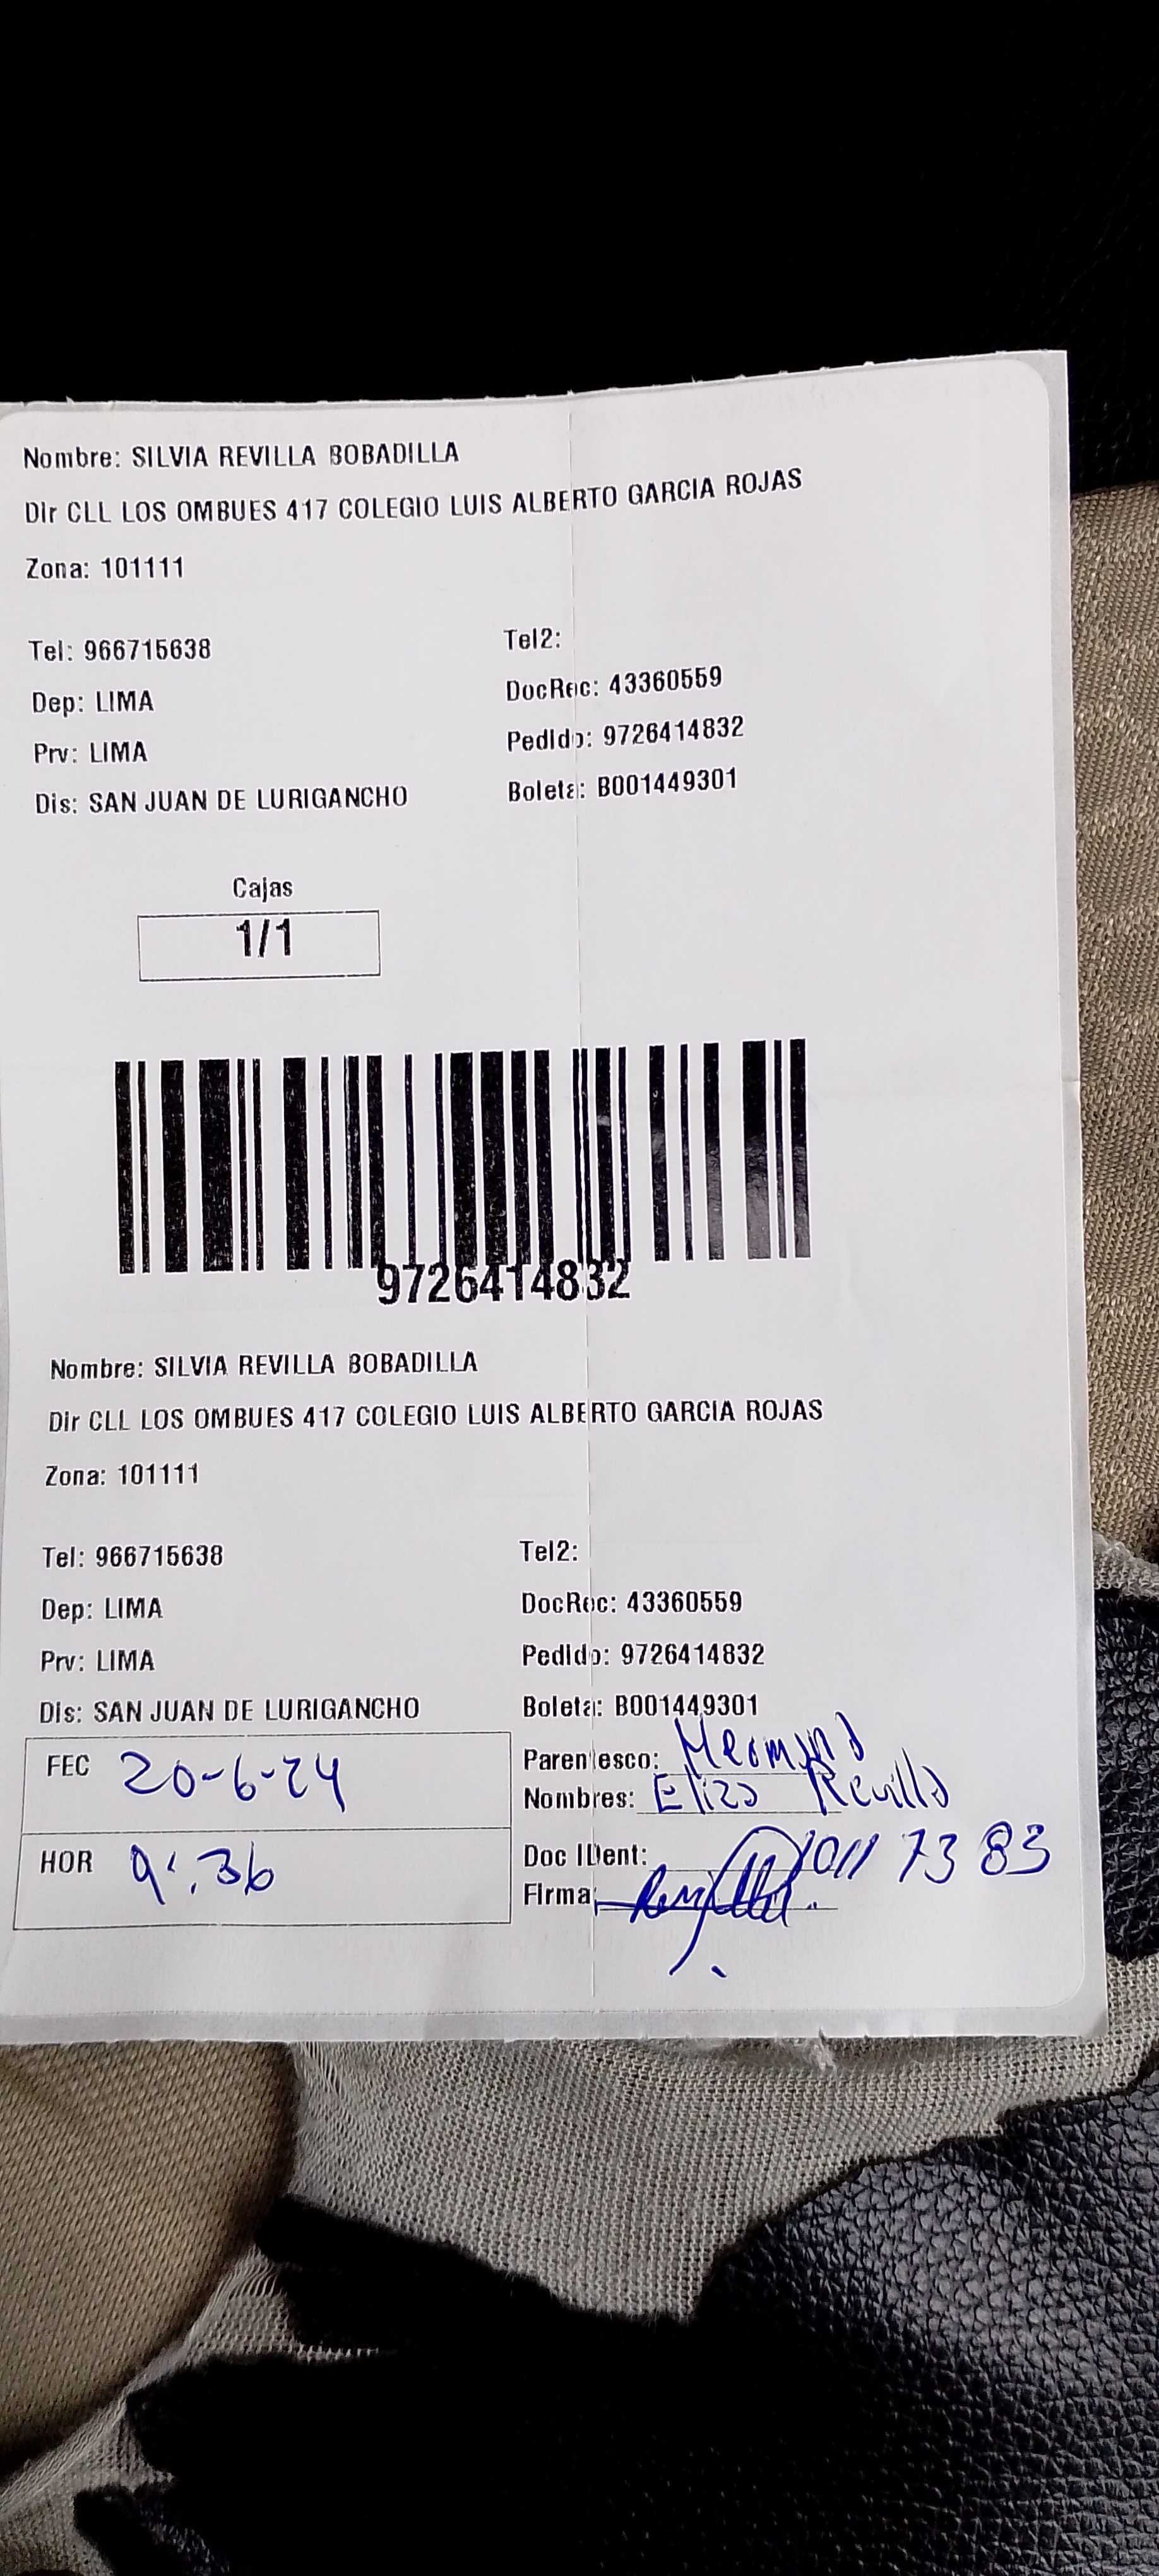 Nombre: SILVIA REVILLA BOBADILLA
Dir CLL LOS OMBUES 417 COLEGIO LUIS ALBERTO GARCIA ROJAS
Zona: 101111
Tel: 966715638 Tel2:
Dep: LIMA DocRec: 43360559
Prv: LIMA Pedido: 9726414832
Dis: SAN JUAN DE LURIGANCHO Boleta: B001449301
Cajas
1/1
9726414832
Nombre: SILVIA REVILLA BOBADILLA
Dir CLL LOS OMBUES 417 COLEGIO LUIS ALBERTO GARCIA ROJAS
Zona: 101111
Tel: 966715638 Tel2:
Dep: LIMA DocRec: 43360559
Prv: LIMA Pedido: 9726414832
Dis: SAN JUAN DE LURIGANCHO Boleta: B001449301
FEC 20-6-24 Parentesco: Hermana
Nombres: Eliza Revilla
HOR 9:36 Doc IDent: 10117383
Firma: